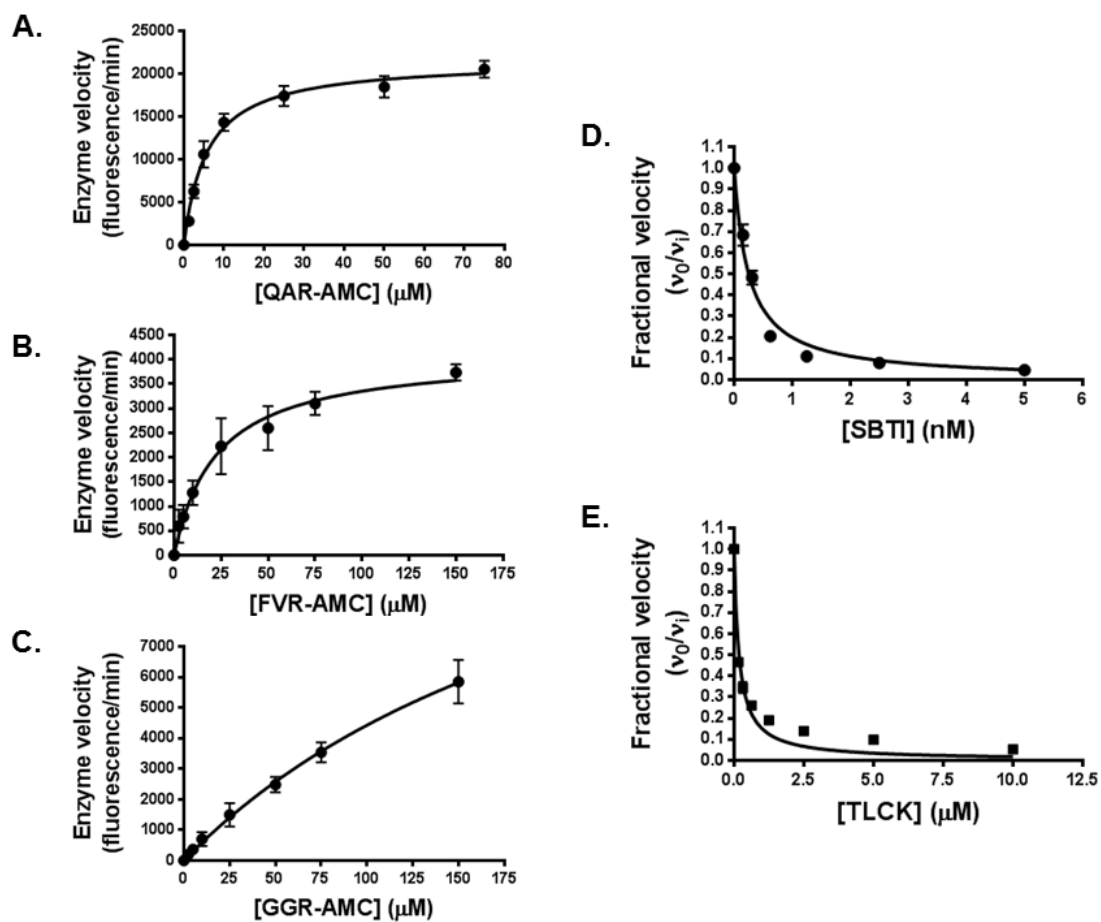 A.
Enzyme velocity
(fluorescence/min)
25000
20000
15000
10000
5000
0
0 10 20 30 40 50 60 70 80
[QAR-AMC] (μM)
B.
Enzyme velocity
(fluorescence/min)
4500
4000
3500
3000
2500
2000
1500
1000
500
0
0 25 50 75 100 125 150 175
[FVR-AMC] (μM)
C.
Enzyme velocity
(fluorescence/min)
7000
6000
5000
4000
3000
2000
1000
0
0 25 50 75 100 125 150 175
[GGR-AMC] (μM)
D.
Fractional velocity
(ν0/νi)
1.1
1.0
0.9
0.8
0.7
0.6
0.5
0.4
0.3
0.2
0.1
0.0
0 1 2 3 4 5 6
[SBTI] (nM)
E.
Fractional velocity
(ν0/νi)
1.1
1.0
0.9
0.8
0.7
0.6
0.5
0.4
0.3
0.2
0.1
0.0
0.0 2.5 5.0 7.5 10.0 12.5
[TLCK] (μM)